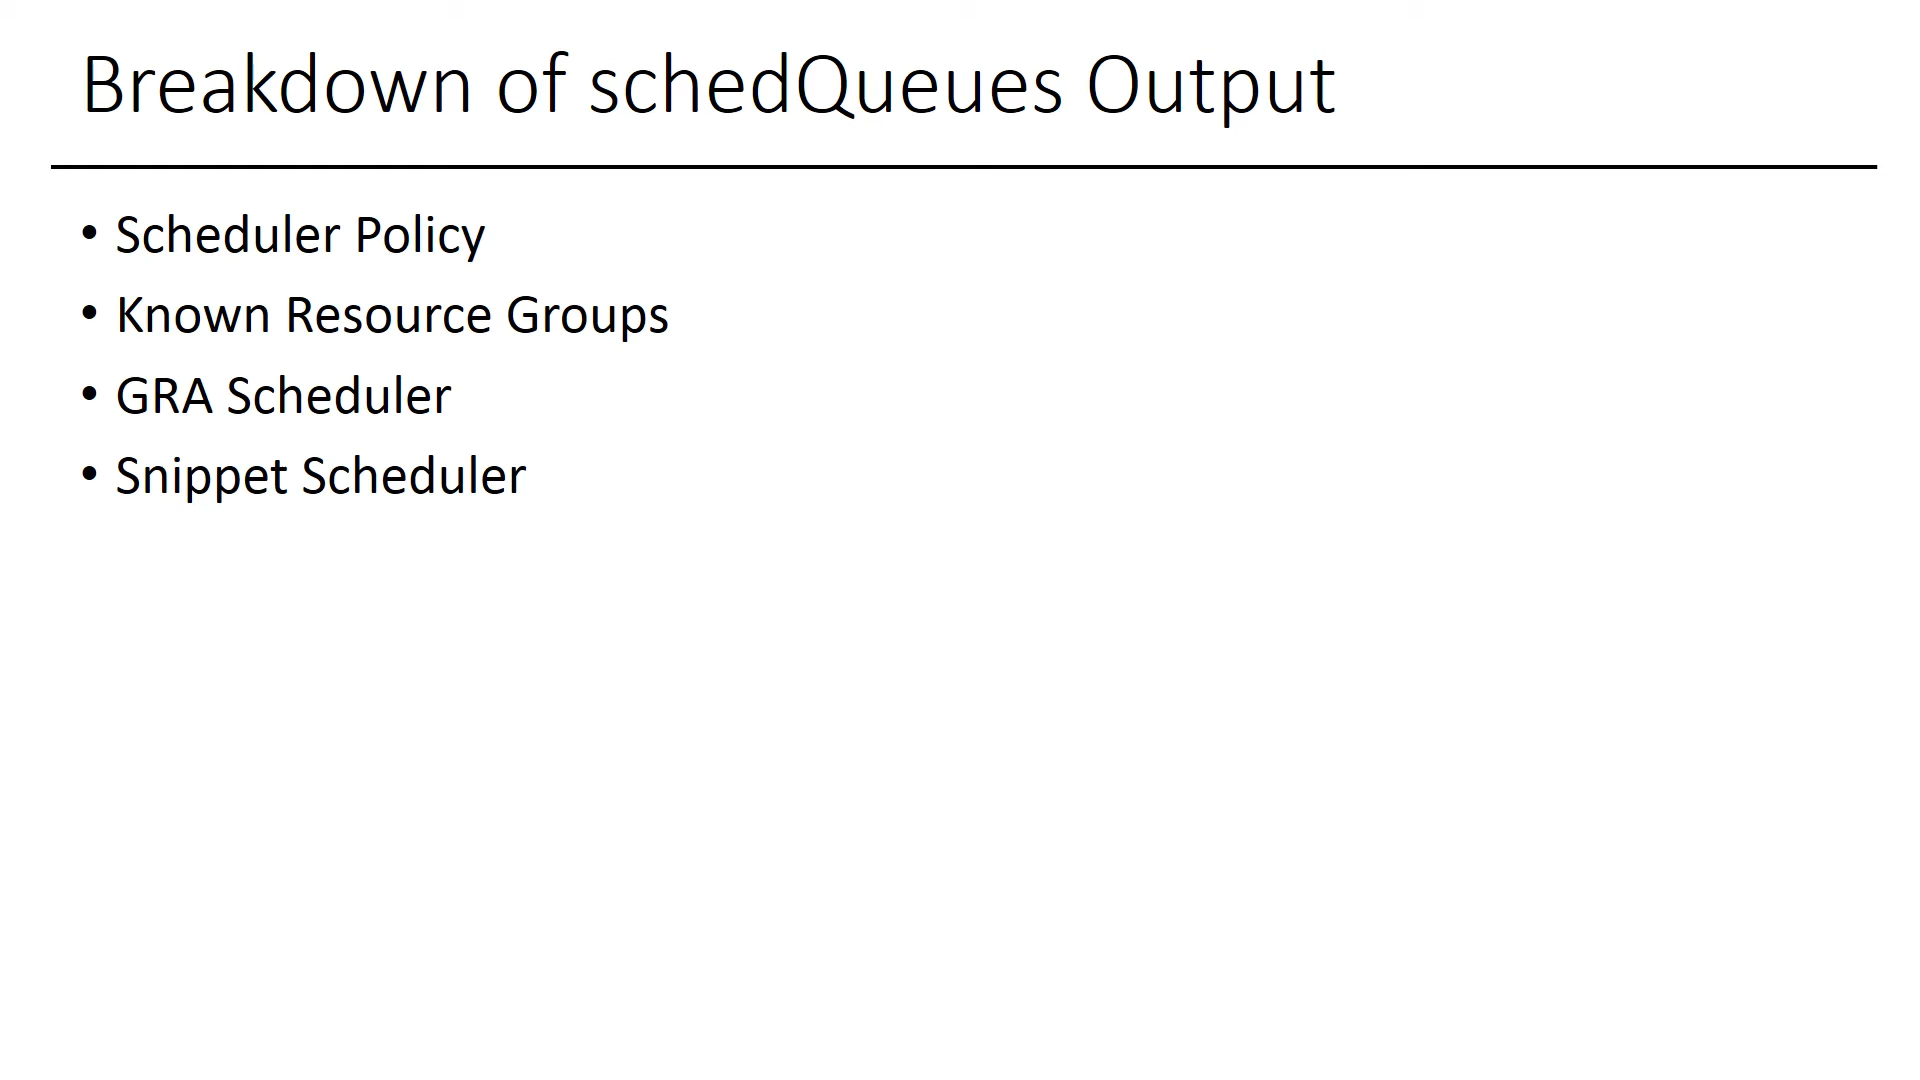 Breakdown of schedQueues Output
• Scheduler Policy
• Known Resource Groups
• GRA Scheduler
• Snippet Scheduler